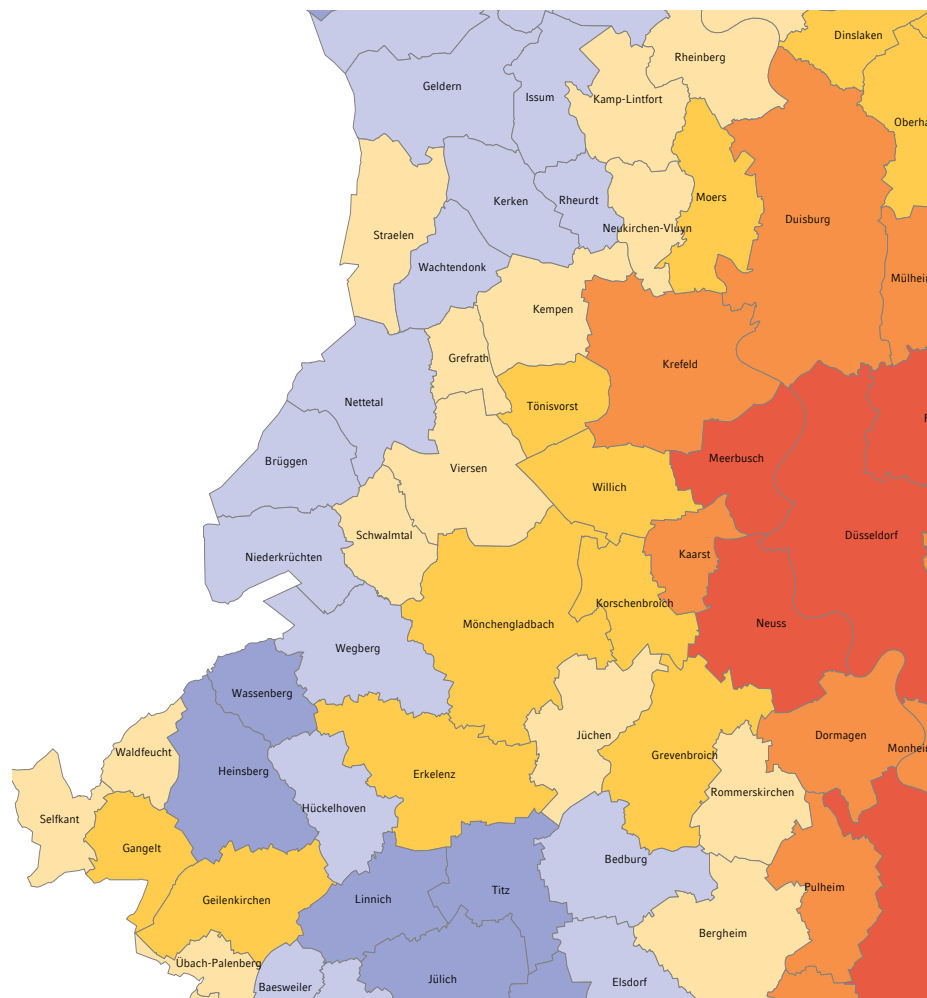 Dinslaken
Rheinberg
Geldern
Issum
Kamp-Lintfort
Oberha
Moers
Kerken
Rheurdt
Duisburg
Neukirchen-Vluyn
Straelen
Wachtendonk
Mülhein
Kempen
Grefrath
Krefeld
Nettetal
Tönisvorst
Meerbusch
Brüggen
Viersen
Willich
Schwalmtal
Düsseldorf
Niederkrüchten
Kaarst
Korschenbroich
Mönchengladbach
Neuss
Wegberg
Wassenberg
Jüchen
Dormagen
Waldfeucht
Monhein
Grevenbroich
Heinsberg
Erkelenz
Rommerskirchen
Hückelhoven
Selfkant
Gangelt
Bedburg
Pulheim
Titz
Linnich
Geilenkirchen
Bergheim
Übach-Palenberg
Jülich
Elsdorf
Baesweiler